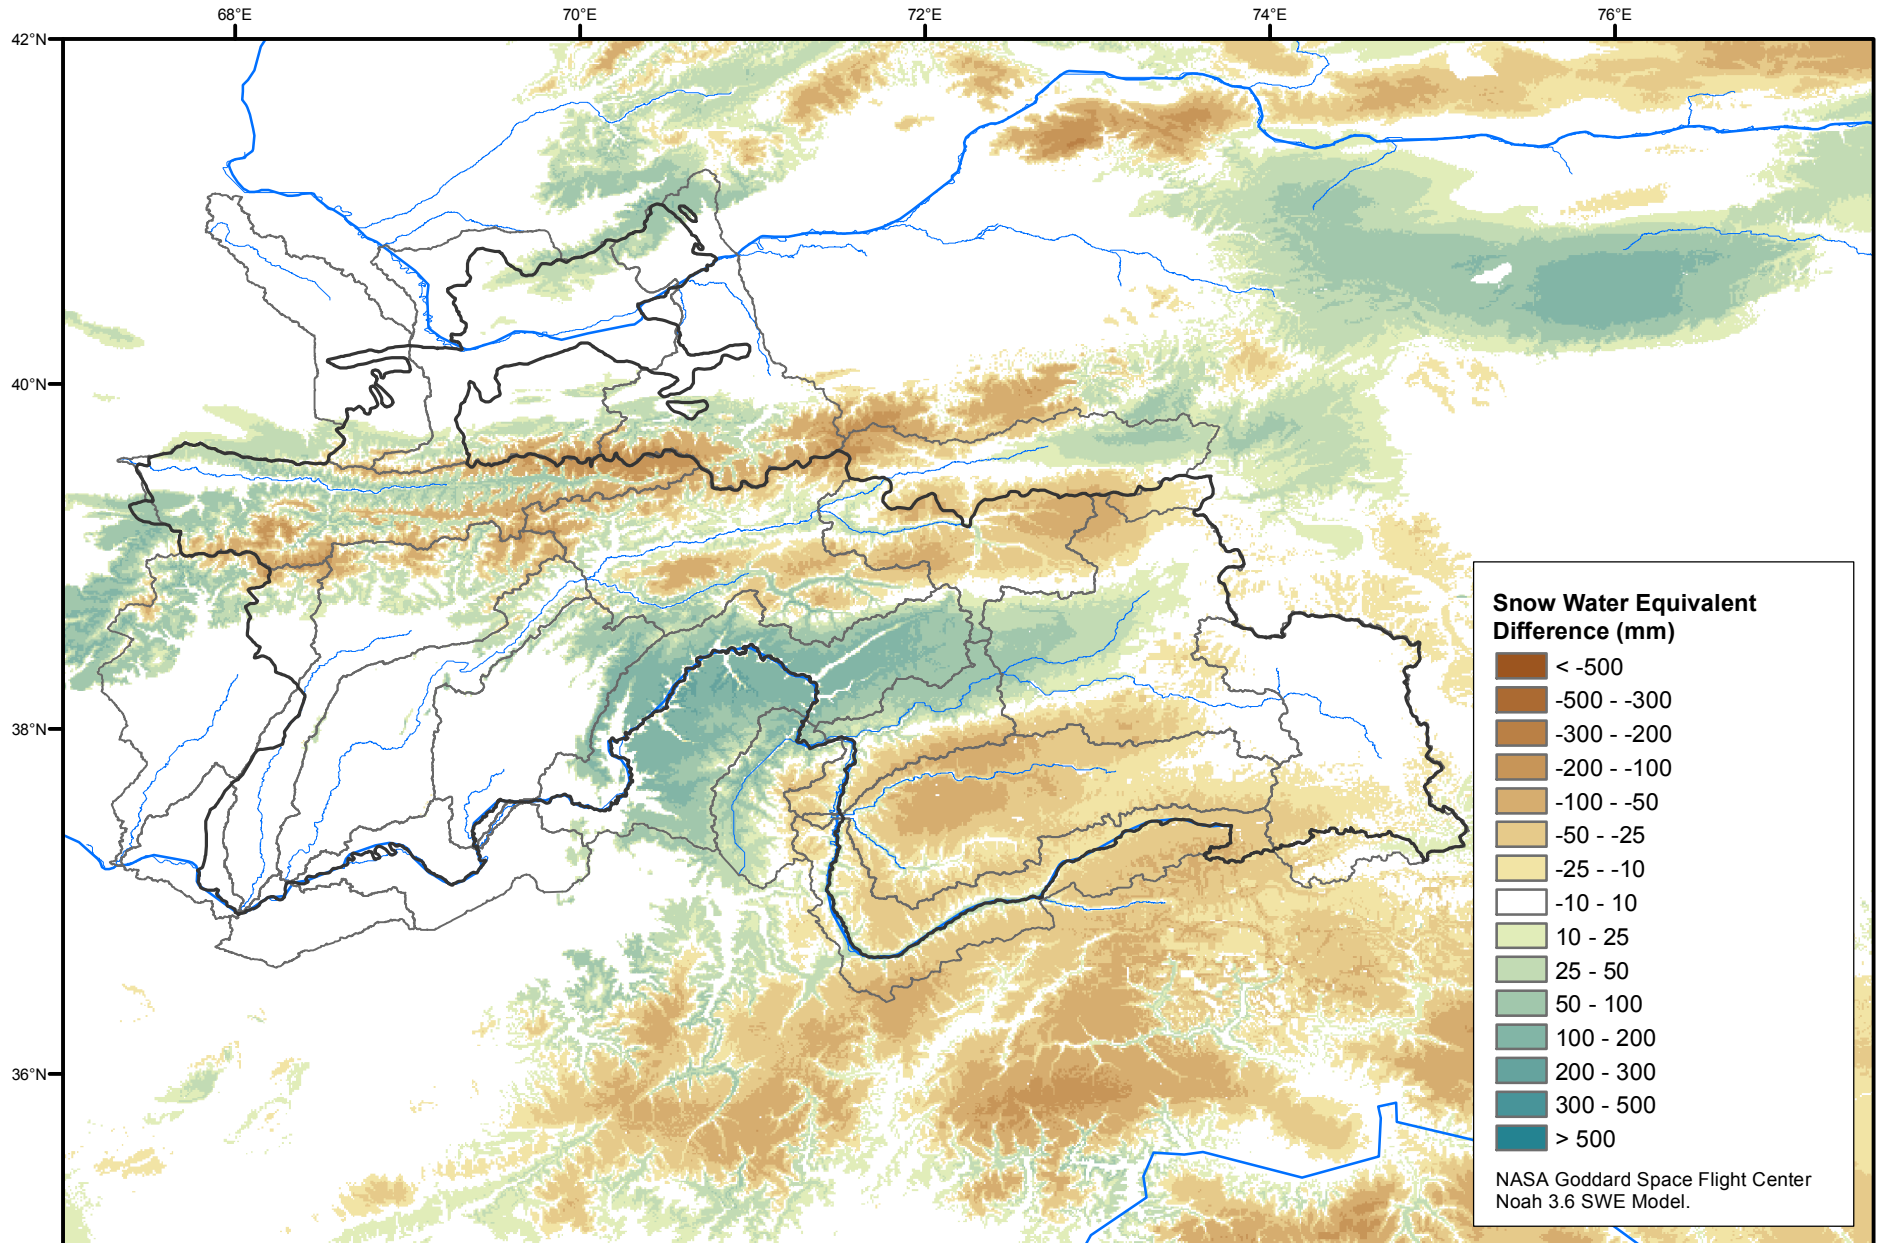 68°E
70°E
72°E
74°E
76°E
42°N
40°N
38°N
36°N
Snow Water Equivalent
Difference (mm)
< -500
-500 - -300
-300 - -200
-200 - -100
-100 - -50
-50 - -25
-25 - -10
-10 - 10
10 - 25
25 - 50
50 - 100
100 - 200
200 - 300
300 - 500
> 500
NASA Goddard Space Flight Center
Noah 3.6 SWE Model.